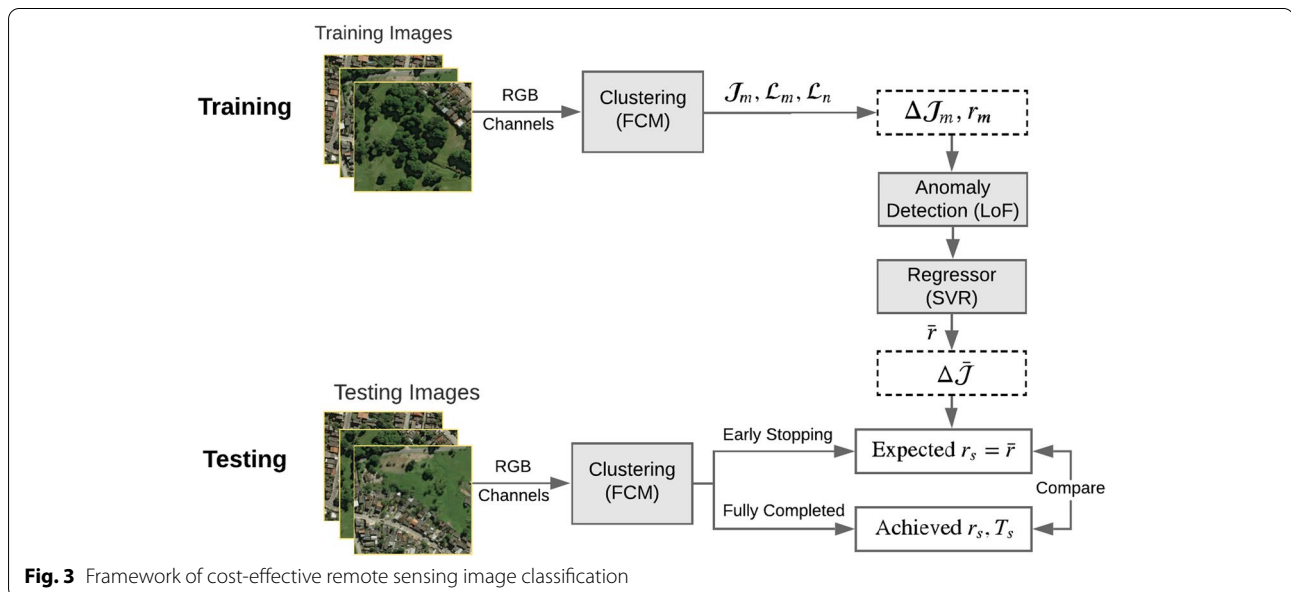 Training Images
Training
RGB
Channels
Clustering
(FCM)
𝒥ₘ, ℒₘ, ℒₙ
Δ𝒥ₘ, rₘ
Anomaly
Detection (LoF)
Regressor
(SVR)
r̄
Δ𝒥̄
Testing Images
Testing
RGB
Channels
Clustering
(FCM)
Early Stopping
Expected rₛ = r̄
Fully Completed
Achieved rₛ, Tₛ
Compare
Fig. 3 Framework of cost-effective remote sensing image classification